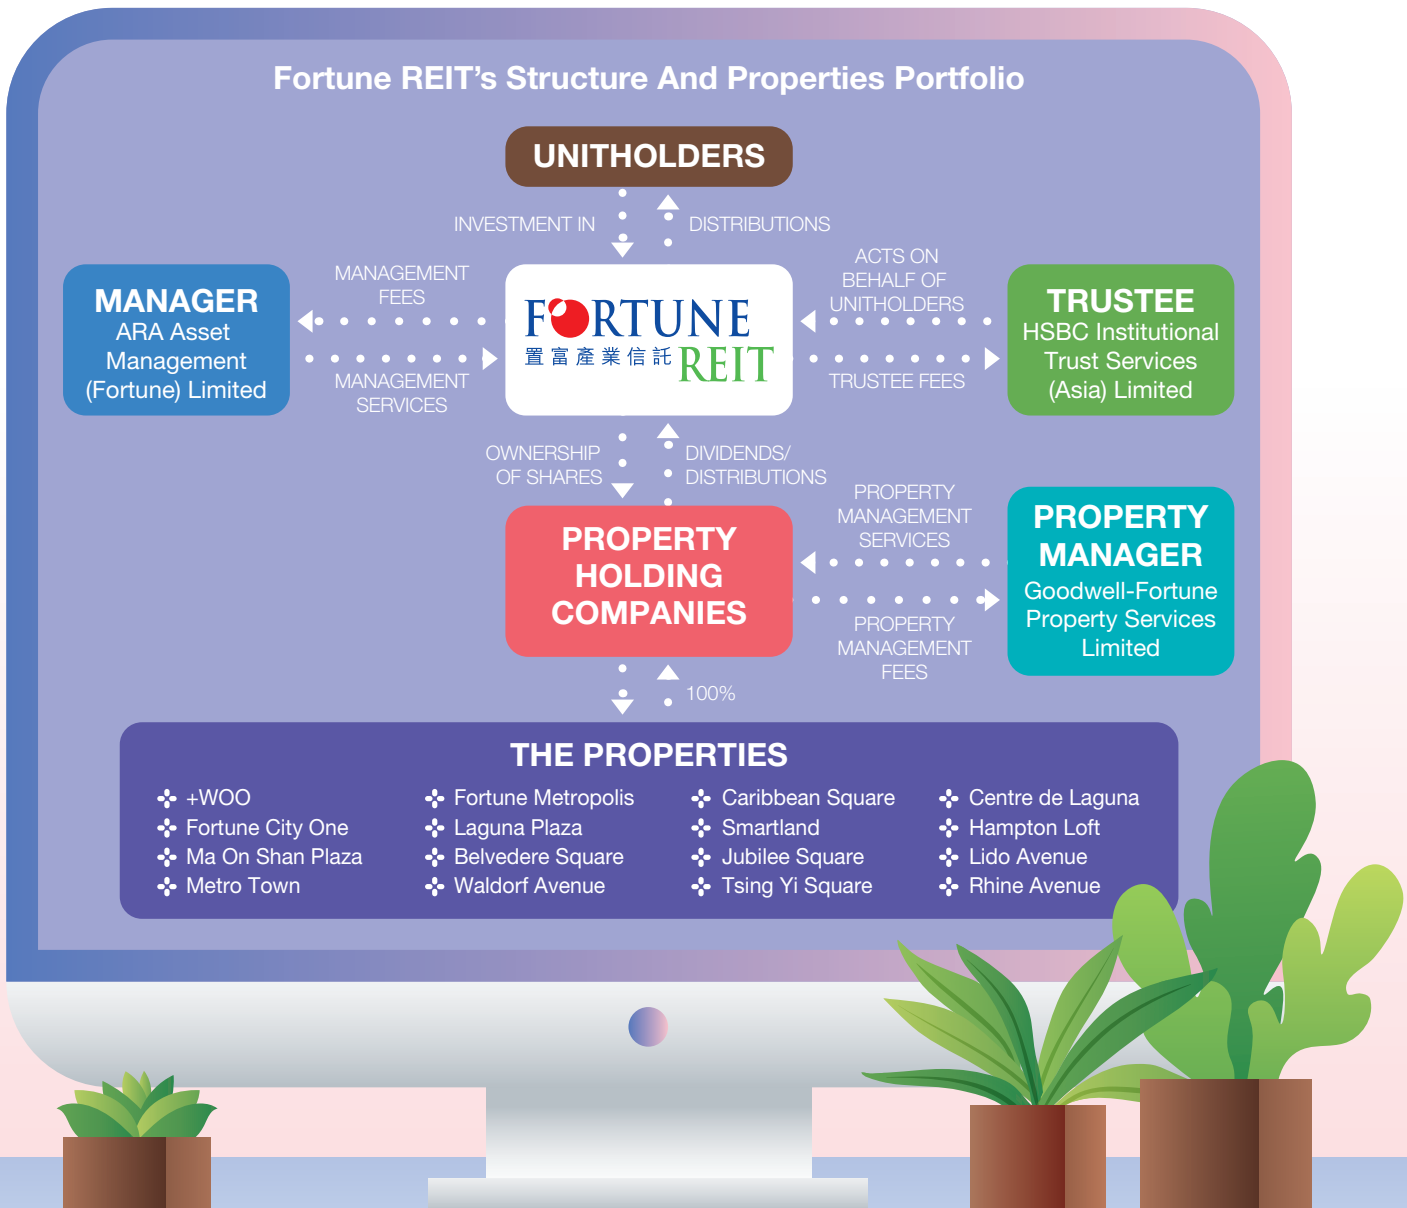 Fortune REIT's Structure And Properties Portfolio
UNITHOLDERS
INVESTMENT IN
DISTRIBUTIONS
MANAGER
ARA Asset
Management
(Fortune) Limited
MANAGEMENT
FEES
MANAGEMENT
SERVICES
FORTUNE
置富產業信託 REIT
ACTS ON
BEHALF OF
UNITHOLDERS
TRUSTEE FEES
TRUSTEE
HSBC Institutional
Trust Services
(Asia) Limited
OWNERSHIP
OF SHARES
DIVIDENDS/
DISTRIBUTIONS
PROPERTY
HOLDING
COMPANIES
PROPERTY
MANAGEMENT
SERVICES
PROPERTY
MANAGEMENT
FEES
PROPERTY
MANAGER
Goodwell-Fortune
Property Services
Limited
100%
THE PROPERTIES
+WOO
Fortune City One
Ma On Shan Plaza
Metro Town
Fortune Metropolis
Laguna Plaza
Belvedere Square
Waldorf Avenue
Caribbean Square
Smartland
Jubilee Square
Tsing Yi Square
Centre de Laguna
Hampton Loft
Lido Avenue
Rhine Avenue